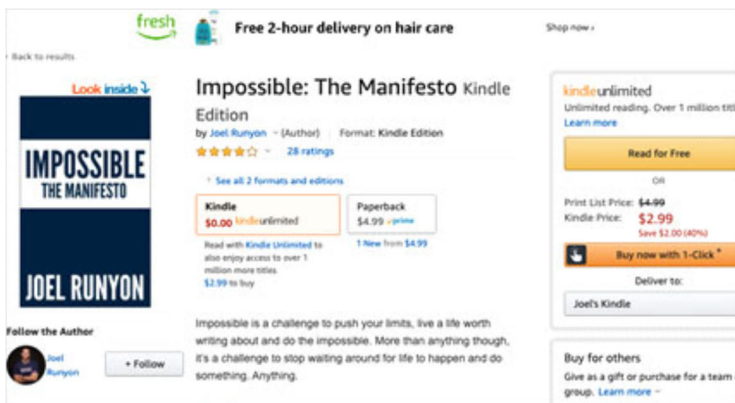 fresh
Free 2-hour delivery on hair care
Shop now ›
‹ Back to results
Look inside
IMPOSSIBLE
THE MANIFESTO
JOEL RUNYON
Follow the Author
Joel
Runyon
+ Follow
Impossible: The Manifesto Kindle
Edition
by Joel Runyon (Author) Format: Kindle Edition
28 ratings
See all 2 formats and editions
Kindle
$0.00 kindleunlimited
Read with Kindle Unlimited to
also enjoy access to over 1
million more titles
$2.99 to buy
Paperback
$4.99 prime
1 New from $4.99
Impossible is a challenge to push your limits, live a life worth
writing about and do the impossible. More than anything though,
it's a challenge to stop waiting around for life to happen and do
something. Anything.
kindleunlimited
Unlimited reading. Over 1 million titl
Learn more
Read for Free
OR
Print List Price: $4.99
Kindle Price: $2.99
Save $2.00 (40%)
Buy now with 1-Click
Deliver to:
Joel's Kindle
Buy for others
Give as a gift or purchase for a team
group. Learn more